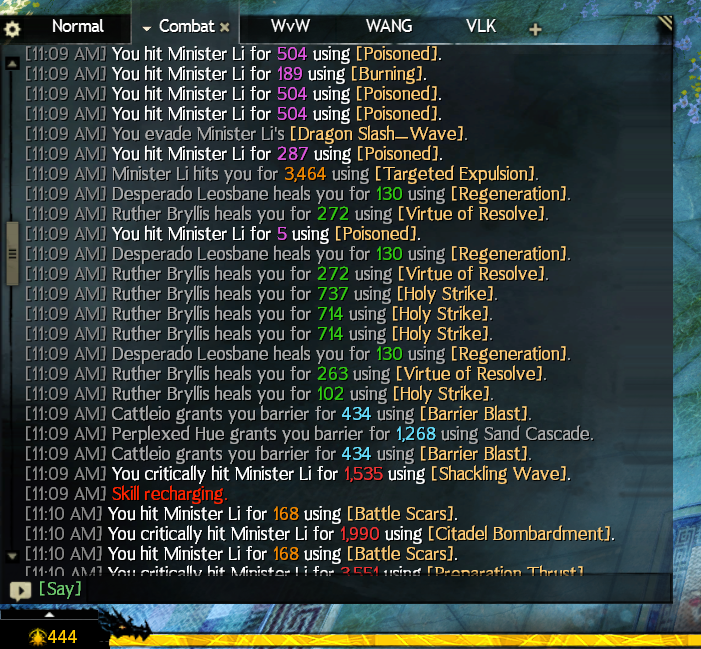 Normal Combat WvW WANG VLK
[11:09 AM] You hit Minister Li for 504 using [Poisoned].
[11:09 AM] You hit Minister Li for 189 using [Burning].
[11:09 AM] You hit Minister Li for 504 using [Poisoned].
[11:09 AM] You hit Minister Li for 504 using [Poisoned].
[11:09 AM] You evade Minister Li's [Dragon Slash—Wave].
[11:09 AM] You hit Minister Li for 287 using [Poisoned].
[11:09 AM] Minister Li hits you for 3,464 using [Targeted Expulsion].
[11:09 AM] Desperado Leosbane heals you for 130 using [Regeneration].
[11:09 AM] Ruther Bryllis heals you for 272 using [Virtue of Resolve].
[11:09 AM] You hit Minister Li for 5 using [Poisoned].
[11:09 AM] Desperado Leosbane heals you for 130 using [Regeneration].
[11:09 AM] Ruther Bryllis heals you for 272 using [Virtue of Resolve].
[11:09 AM] Ruther Bryllis heals you for 737 using [Holy Strike].
[11:09 AM] Ruther Bryllis heals you for 714 using [Holy Strike].
[11:09 AM] Ruther Bryllis heals you for 714 using [Holy Strike].
[11:09 AM] Desperado Leosbane heals you for 130 using [Regeneration].
[11:09 AM] Ruther Bryllis heals you for 263 using [Virtue of Resolve].
[11:09 AM] Ruther Bryllis heals you for 102 using [Holy Strike].
[11:09 AM] Cattleio grants you barrier for 434 using [Barrier Blast].
[11:09 AM] Perplexed Hue grants you barrier for 1,268 using Sand Cascade.
[11:09 AM] Cattleio grants you barrier for 434 using [Barrier Blast].
[11:09 AM] You critically hit Minister Li for 1,535 using [Shackling Wave].
[11:09 AM] Skill recharging.
[11:10 AM] You hit Minister Li for 168 using [Battle Scars].
[11:10 AM] You critically hit Minister Li for 1,990 using [Citadel Bombardment].
[11:10 AM] You hit Minister Li for 168 using [Battle Scars].
[11:10 AM] You critically hit Minister Li for 3,551 using [Preparation Thrust].
[Say]
444